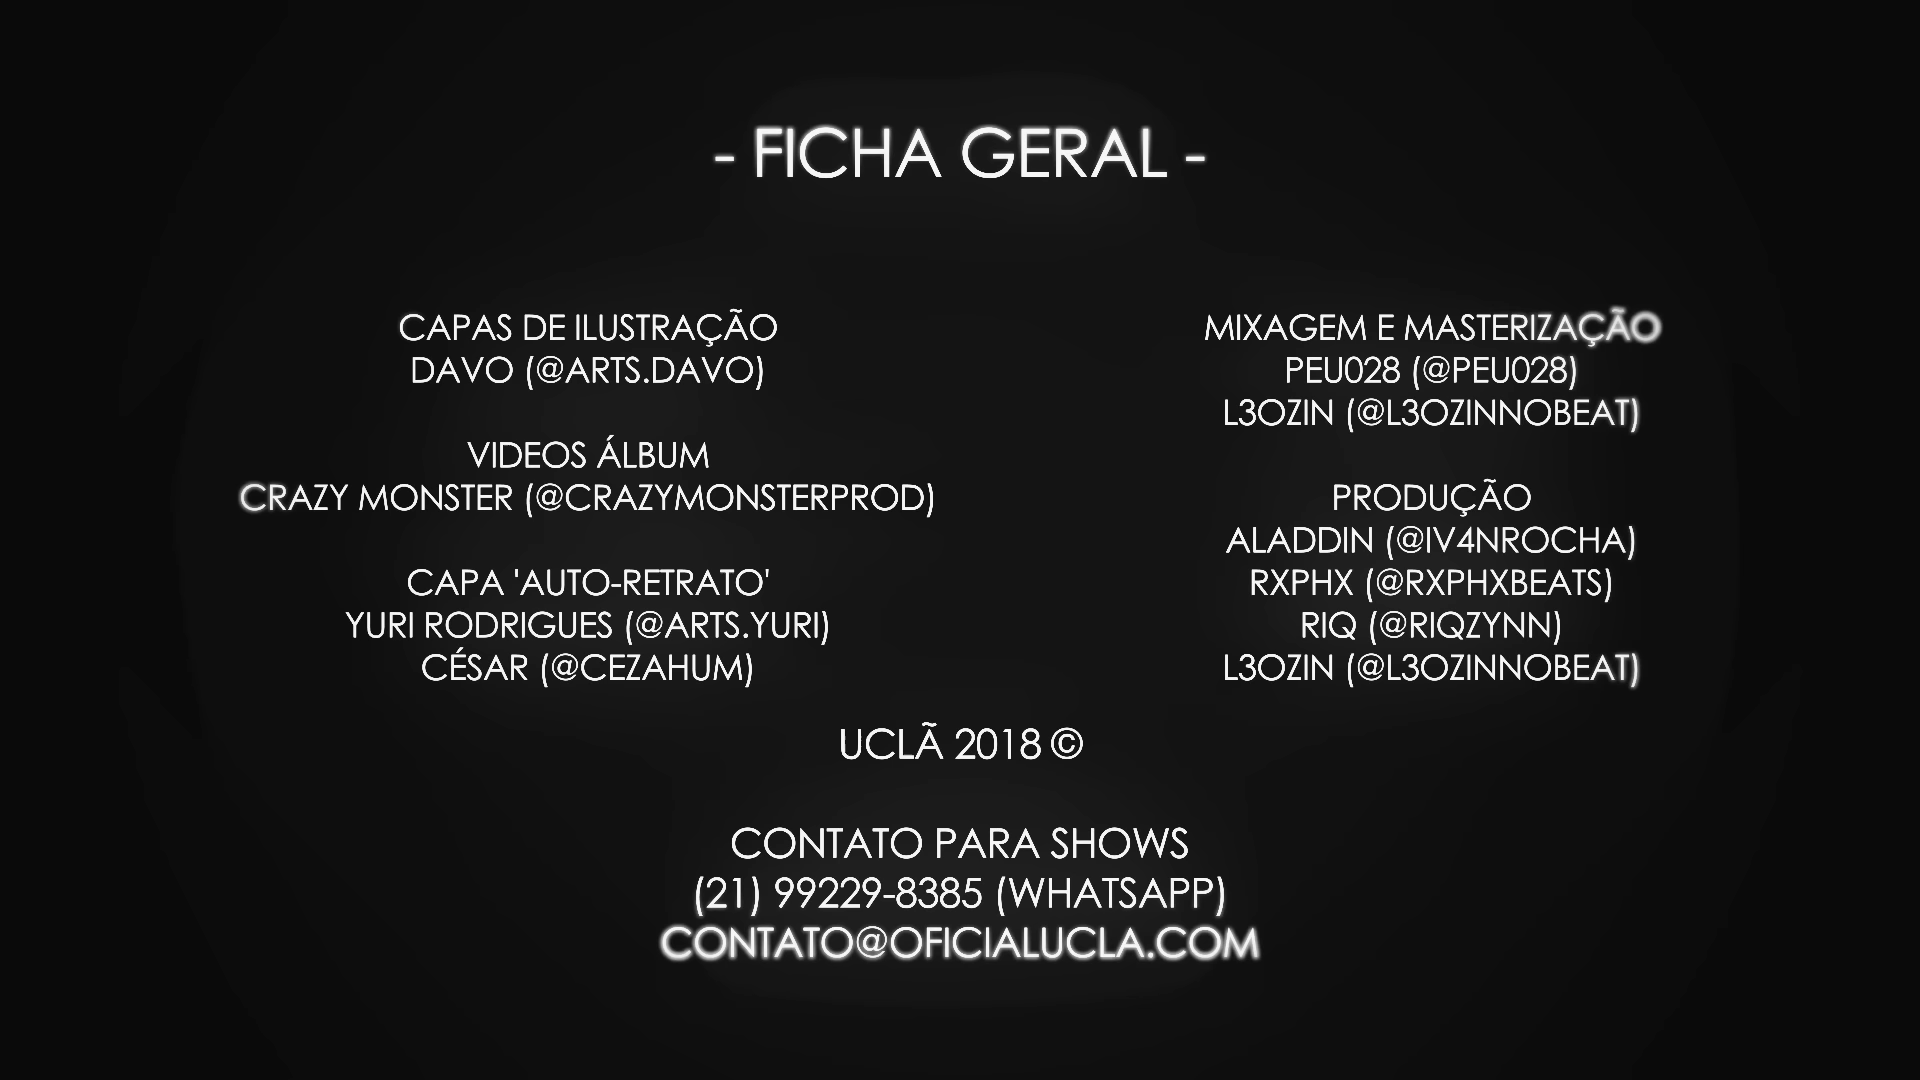 - FICHA GERAL -
CAPAS DE ILUSTRAÇÃO
DAVO (@ARTS.DAVO)
VIDEOS ÁLBUM
CRAZY MONSTER (@CRAZYMONSTERPROD)
CAPA 'AUTO-RETRATO'
YURI RODRIGUES (@ARTS.YURI)
CÉSAR (@CEZAHUM)
MIXAGEM E MASTERIZAÇÃO
PEU028 (@PEU028)
L3OZIN (@L3OZINNOBEAT)
PRODUÇÃO
ALADDIN (@IV4NROCHA)
RXPHX (@RXPHXBEATS)
RIQ (@RIQZYNN)
L3OZIN (@L3OZINNOBEAT)
UCLÃ 2018 ©
CONTATO PARA SHOWS
(21) 99229-8385 (WHATSAPP)
CONTATO@OFICIALUCLA.COM